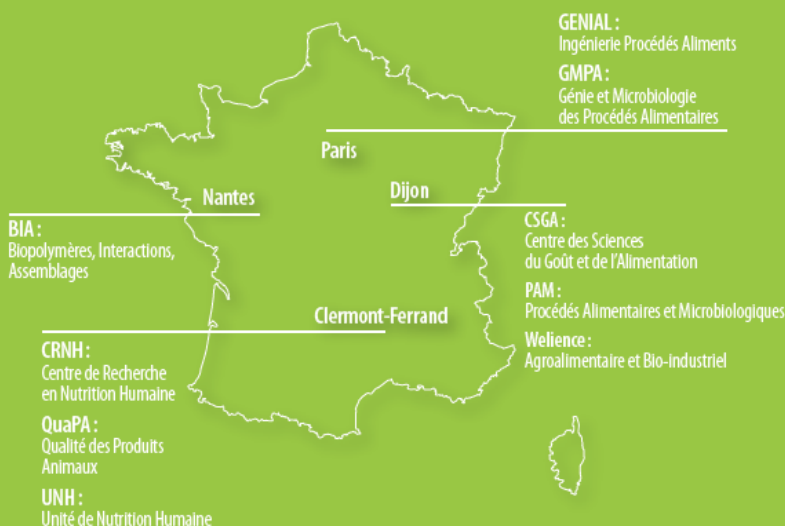 GENIAL :
Ingénierie Procédés Aliments
GMPA :
Génie et Microbiologie
des Procédés Alimentaires
Paris
Nantes
Dijon
BIA :
Biopolymères, Interactions,
Assemblages
CSGA :
Centre des Sciences
du Goût et de l'Alimentation
PAM :
Procédés Alimentaires et Microbiologiques
Welience :
Agroalimentaire et Bio-industriel
Clermont-Ferrand
CRNH :
Centre de Recherche
en Nutrition Humaine
QuaPA :
Qualité des Produits
Animaux
UNH :
Unité de Nutrition Humaine